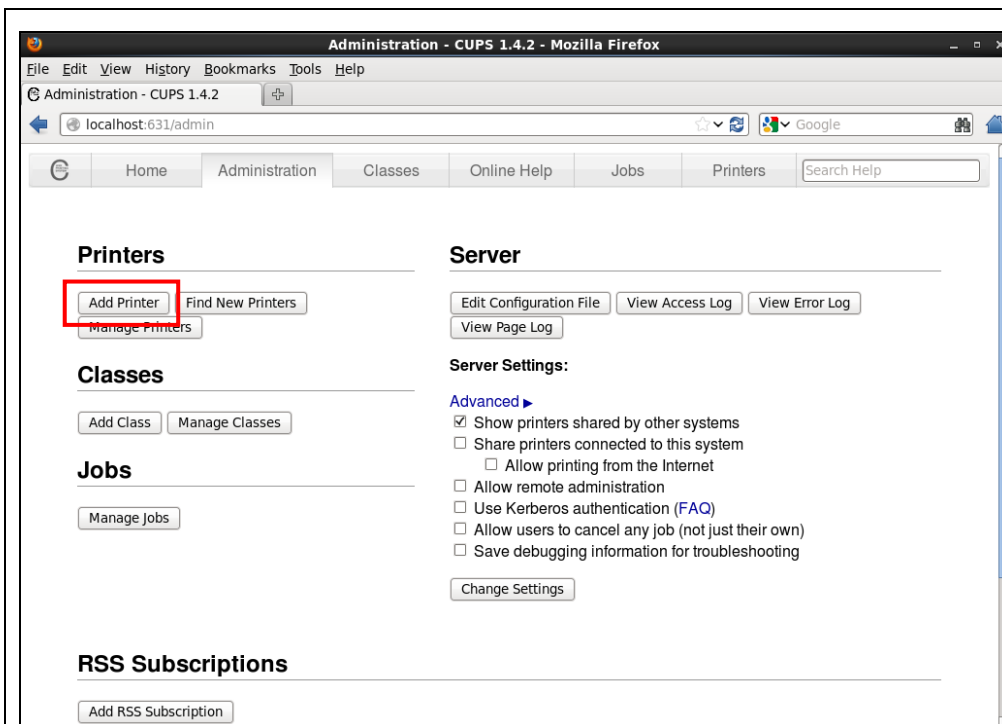 Administration - CUPS 1.4.2 - Mozilla Firefox
File Edit View History Bookmarks Tools Help
Administration - CUPS 1.4.2
localhost:631/admin
Google
Home Administration Classes Online Help Jobs Printers Search Help
Printers
Add Printer Find New Printers
Manage Printers
Classes
Add Class Manage Classes
Jobs
Manage Jobs
Server
Edit Configuration File View Access Log View Error Log
View Page Log
Server Settings:
Advanced ▶
Show printers shared by other systems
Share printers connected to this system
Allow printing from the Internet
Allow remote administration
Use Kerberos authentication (FAQ)
Allow users to cancel any job (not just their own)
Save debugging information for troubleshooting
Change Settings
RSS Subscriptions
Add RSS Subscription